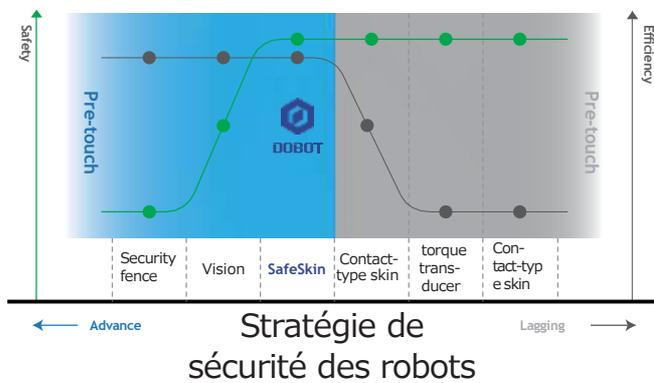 Safety
Efficiency
Pre-touch
Pre-touch
DOBOT
Security
fence
Vision
SafeSkin
Contact-
type skin
torque
trans-
ducer
Con-
tact-typ
e skin
Advance
Stratégie de
sécurité des robots
Lagging